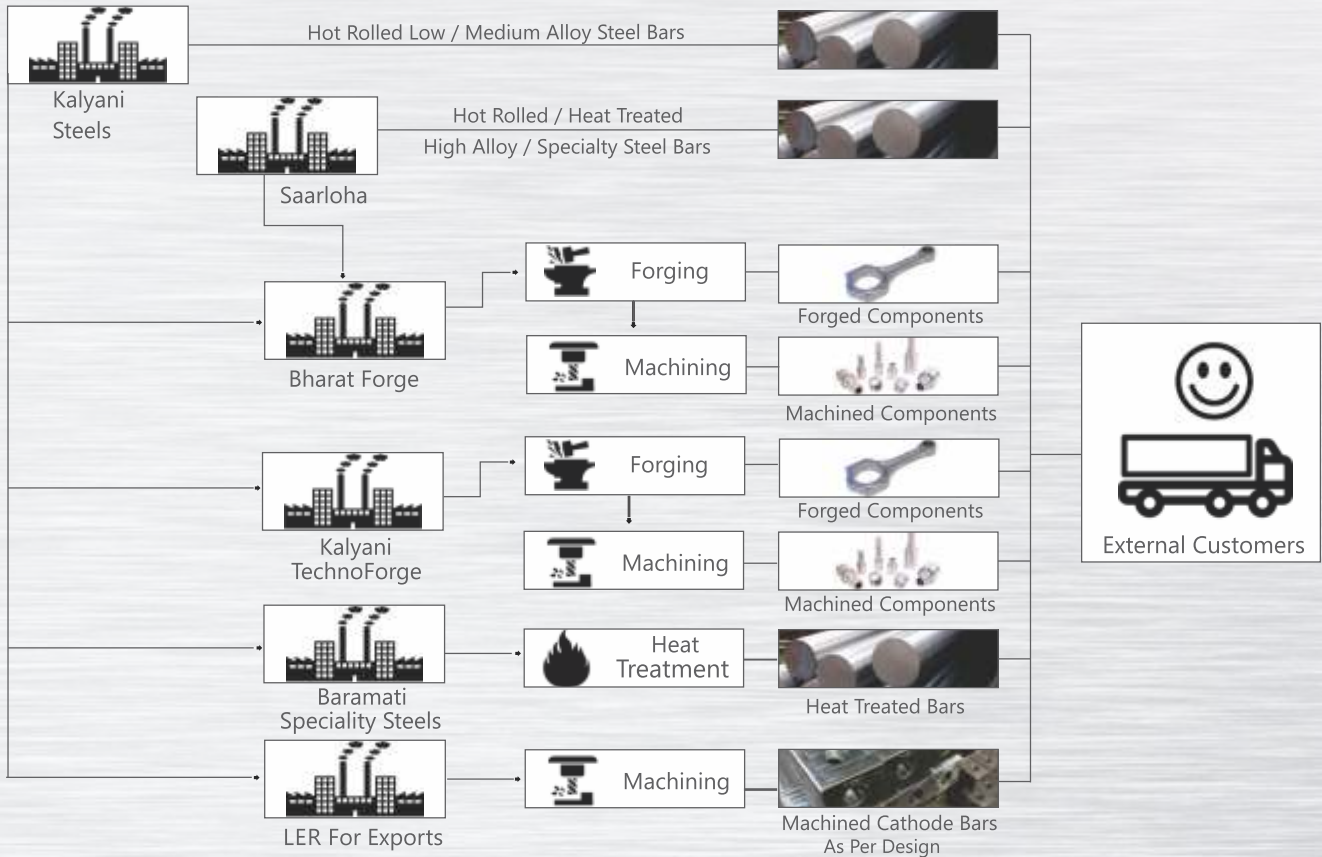 Hot Rolled Low / Medium Alloy Steel Bars
Kalyani
Steels
Hot Rolled / Heat Treated
High Alloy / Specialty Steel Bars
Saarloha
Forging
Forged Components
Bharat Forge
Machining
Machined Components
Forging
Forged Components
Kalyani
TechnoForge
Machining
Machined Components
External Customers
Heat
Treatment
Baramati
Speciality Steels
Heat Treated Bars
Machining
LER For Exports
Machined Cathode Bars
As Per Design